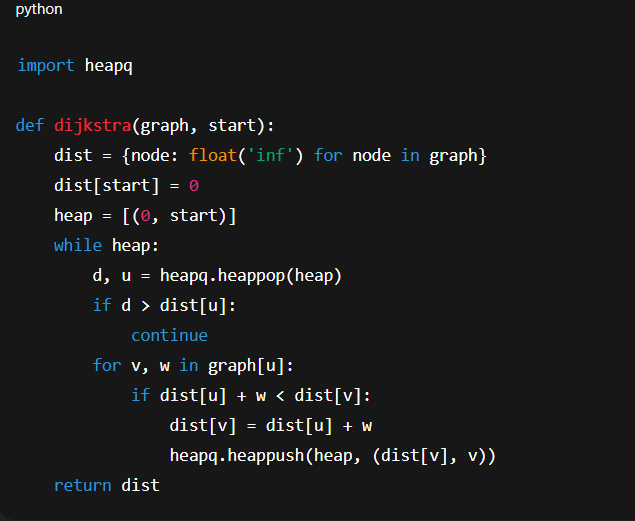 python
import heapq
def dijkstra(graph, start):
    dist = {node: float('inf') for node in graph}
    dist[start] = 0
    heap = [(0, start)]
    while heap:
        d, u = heapq.heappop(heap)
        if d > dist[u]:
            continue
        for v, w in graph[u]:
            if dist[u] + w < dist[v]:
                dist[v] = dist[u] + w
                heapq.heappush(heap, (dist[v], v))
    return dist